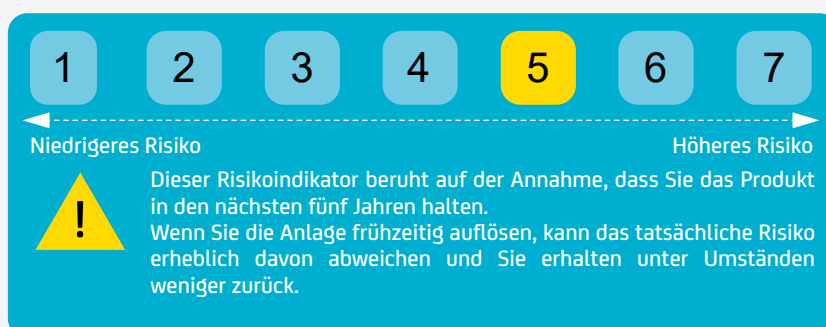 1 2 3 4 5 6 7
Niedrigeres Risiko Höheres Risiko
!
Dieser Risikoindikator beruht auf der Annahme, dass Sie das Produkt
in den nächsten fünf Jahren halten.
Wenn Sie die Anlage frühzeitig auflösen, kann das tatsächliche Risiko
erheblich davon abweichen und Sie erhalten unter Umständen
weniger zurück.